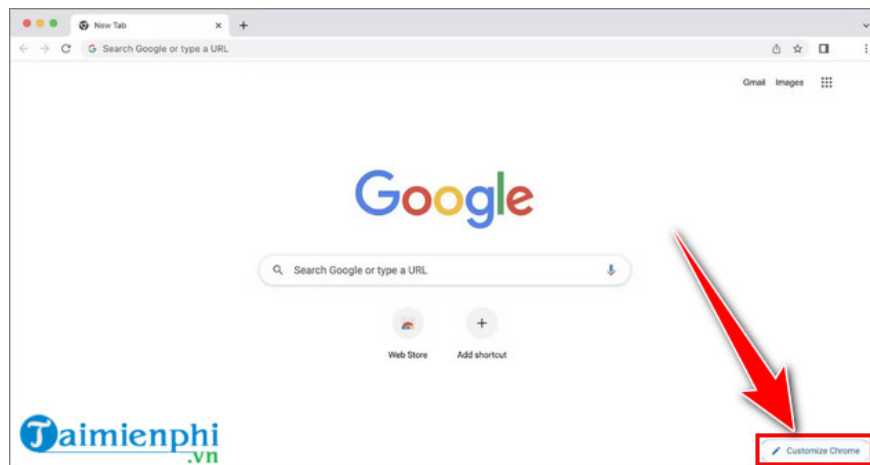 New Tab
Search Google or type a URL
Gmail Images
Google
Search Google or type a URL
Web Store Add shortcut
Taimienphi
.vn
Customize Chrome